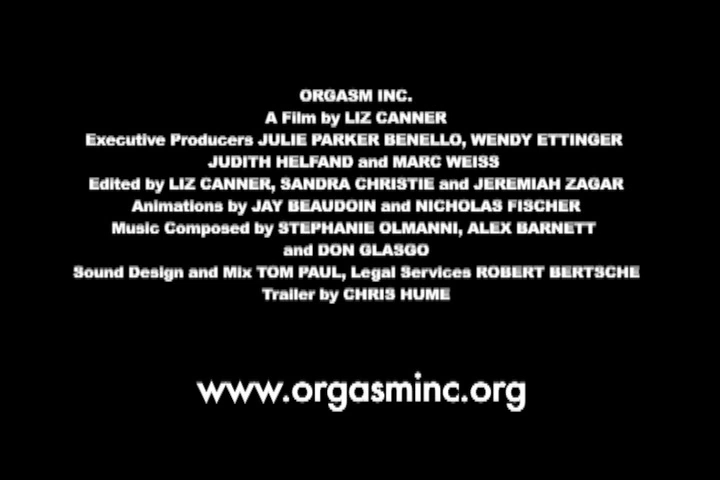 ORGASM INC.
A Film by LIZ CANNER
Executive Producers JULIE PARKER BENELLO, WENDY ETTINGER
JUDITH HELFAND and MARC WEISS
Edited by LIZ CANNER, SANDRA CHRISTIE and JEREMIAH ZAGAR
Animations by JAY BEAUDOIN and NICHOLAS FISCHER
Music Composed by STEPHANIE OLMANNI, ALEX BARNETT
and DON GLASGO
Sound Design and Mix TOM PAUL, Legal Services ROBERT BERTSCHE
Trailer by CHRIS HUME
www.orgasminc.org